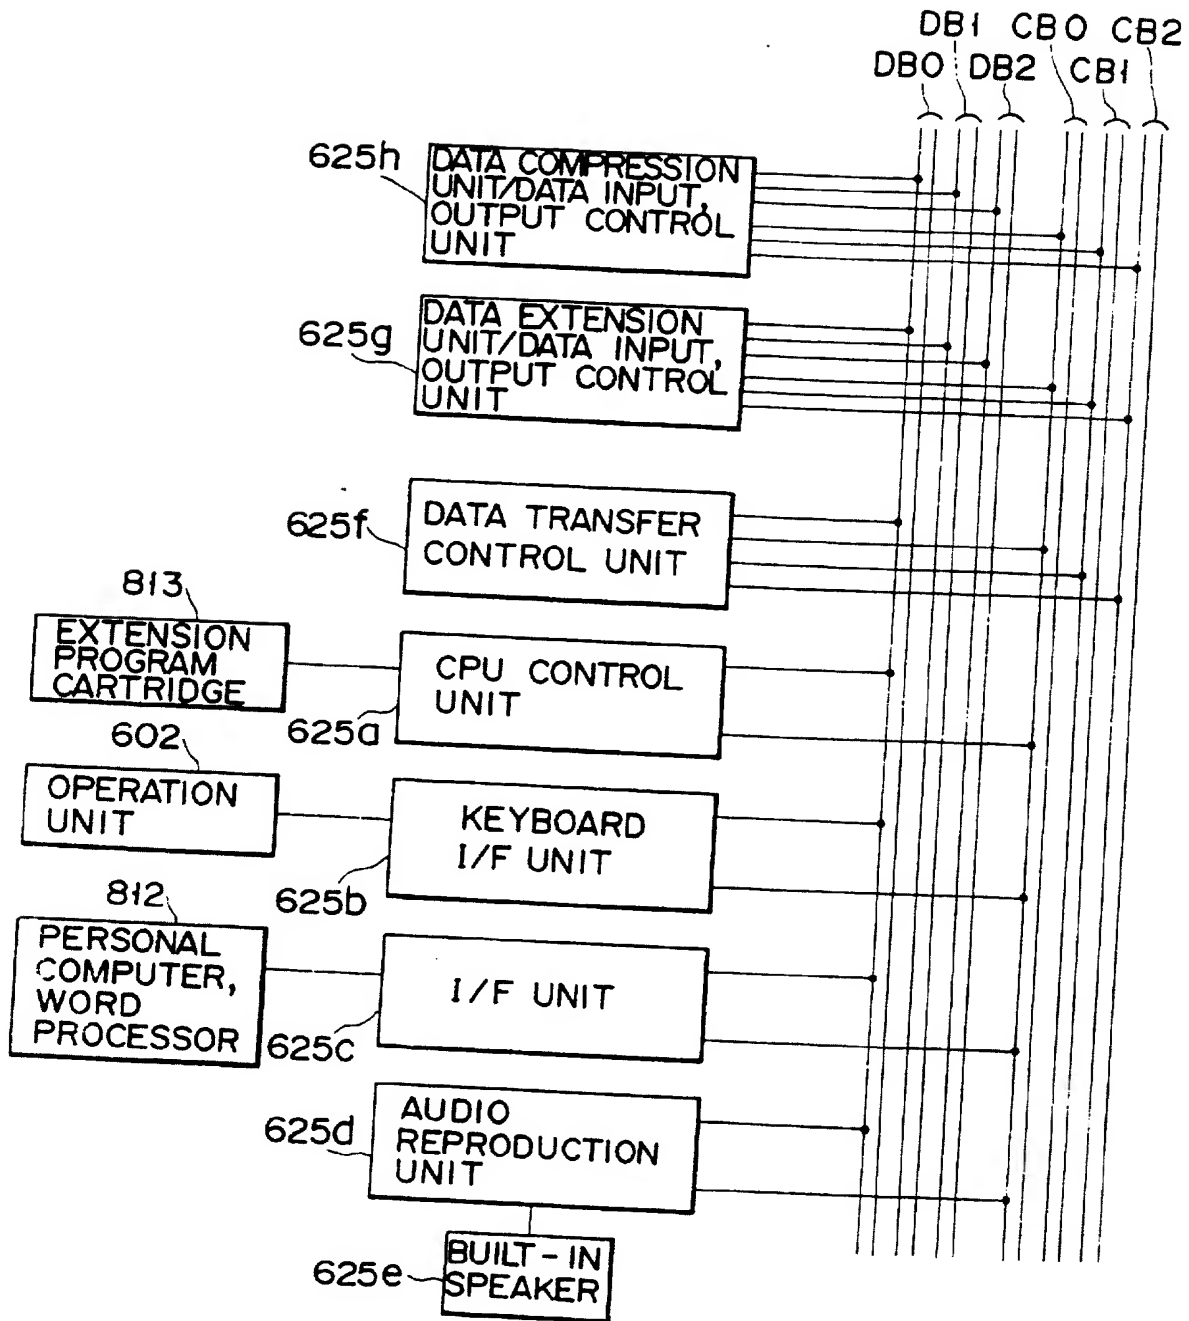 DB1 CB0 CB2
DB0 DB2 CB1
625h
DATA COMPRESSION
UNIT/DATA INPUT,
OUTPUT CONTROL
UNIT
625g
DATA EXTENSION
UNIT/DATA INPUT,
OUTPUT CONTROL
UNIT
625f
DATA TRANSFER
CONTROL UNIT
813
EXTENSION
PROGRAM
CARTRIDGE
CPU CONTROL
UNIT
625a
602
OPERATION
UNIT
KEYBOARD
I/F UNIT
625b
812
PERSONAL
COMPUTER,
WORD
PROCESSOR
I/F UNIT
625c
625d
AUDIO
REPRODUCTION
UNIT
625e
BUILT-IN
SPEAKER